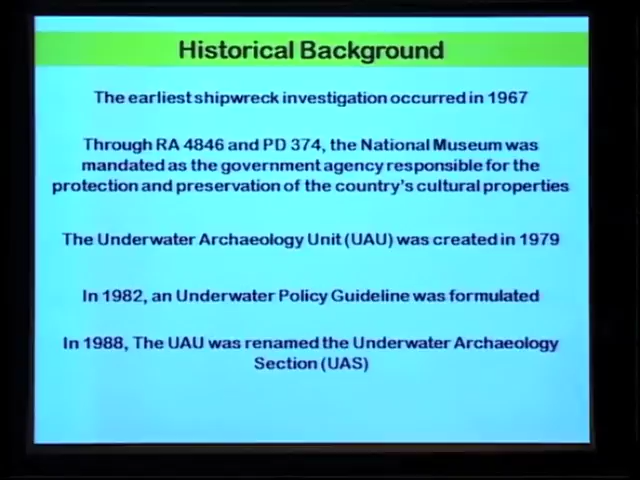 Historical Background
The earliest shipwreck investigation occurred in 1967
Through RA 4846 and PD 374, the National Museum was
mandated as the government agency responsible for the
protection and preservation of the country's cultural properties
The Underwater Archaeology Unit (UAU) was created in 1979
In 1982, an Underwater Policy Guideline was formulated
In 1988, The UAU was renamed the Underwater Archaeology
Section (UAS)